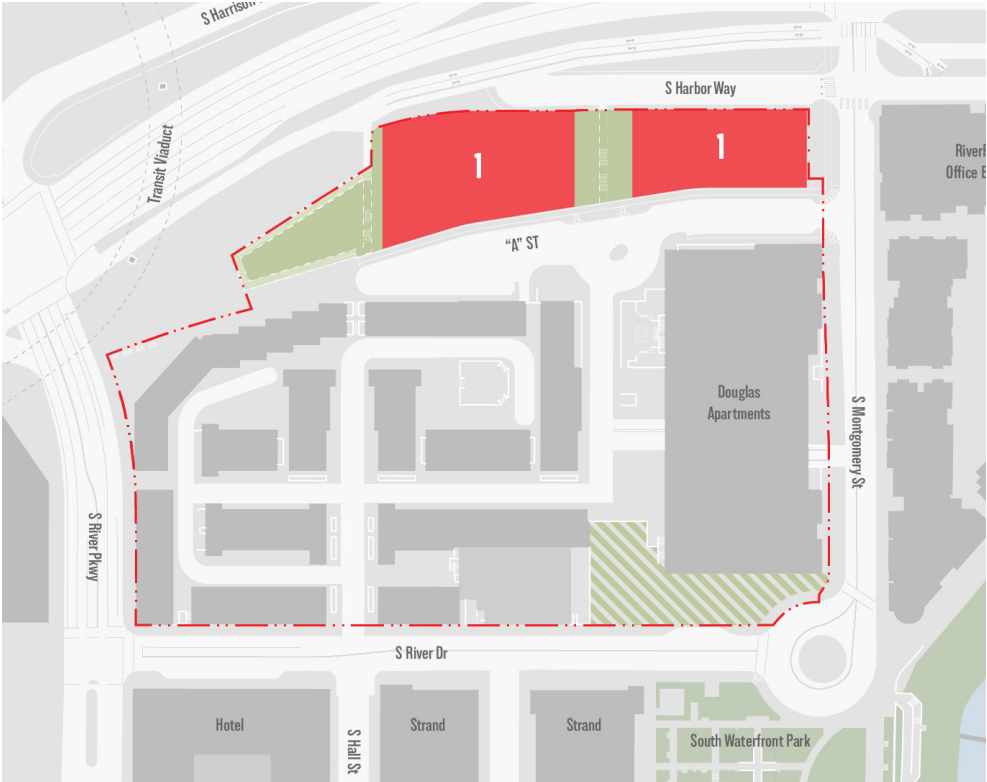 S Harrison
S Harbor Way
Transit Viaduct
1
1
Office B
"A" ST
Douglas
Apartments
S Montgomery St
S River Pkwy
S River Dr
Hotel
S Hall St
Strand
Strand
South Waterfront Park